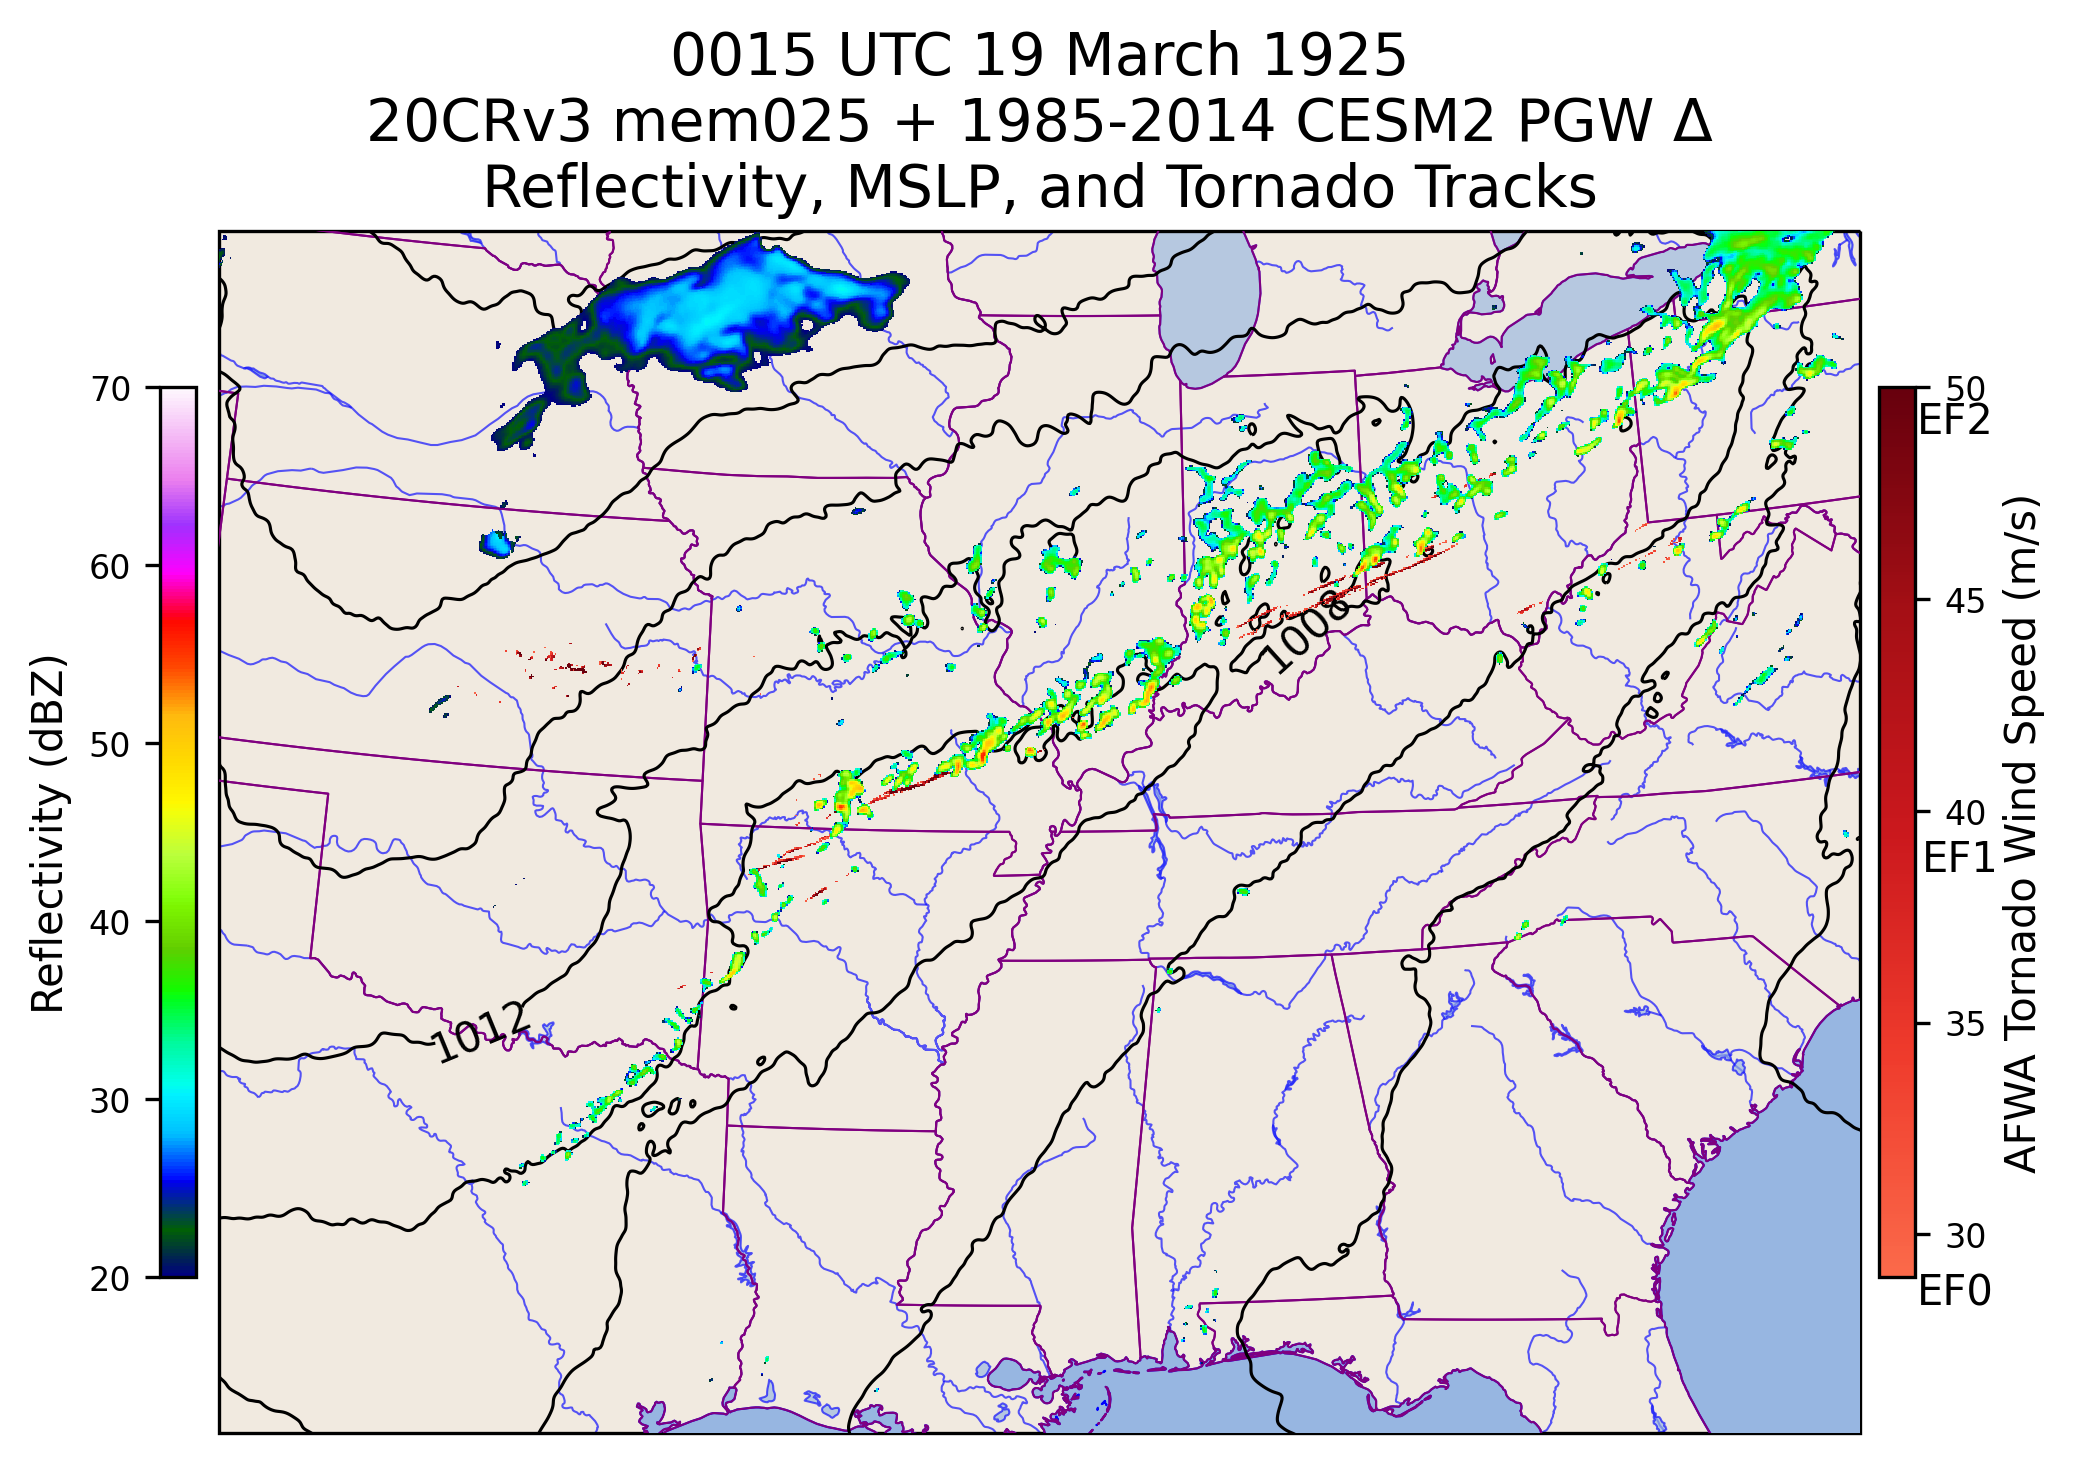 0015 UTC 19 March 1925
20CRv3 mem025 + 1985-2014 CESM2 PGW Δ
Reflectivity, MSLP, and Tornado Tracks
70
60
50
40
30
20
Reflectivity (dBZ)
1008
1012
50
EF2
45
40
EF1
35
30
EF0
AFWA Tornado Wind Speed (m/s)